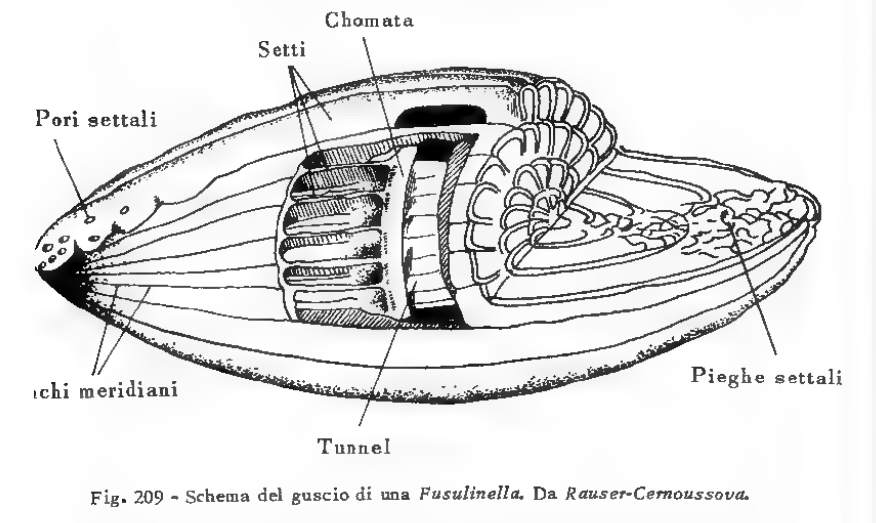 Chomata
Setti
Pori settali
meridiani
Pieghe settali
Tunnel
Fig. 209 - Schema del guscio di una Fusulinella. Da Rauser-Cernoussova.